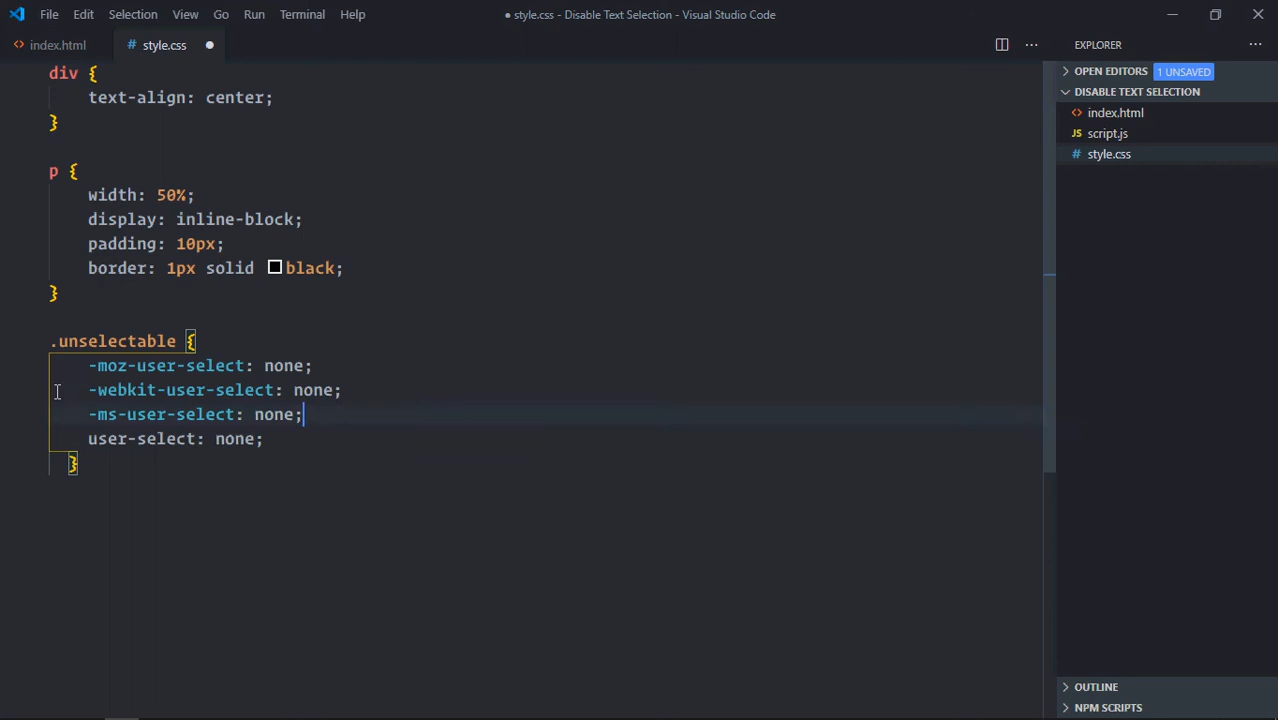 File Edit Selection View Go Run Terminal Help ● style.css - Disable Text Selection - Visual Studio Code
<> index.html # style.css ● ··· EXPLORER ···
OPEN EDITORS 1 UNSAVED
DISABLE TEXT SELECTION
<> index.html
JS script.js
# style.css
div {
text-align: center;
}
p {
width: 50%;
display: inline-block;
padding: 10px;
border: 1px solid black;
}
.unselectable {
-moz-user-select: none;
-webkit-user-select: none;
-ms-user-select: none;
user-select: none;
}
OUTLINE
NPM SCRIPTS